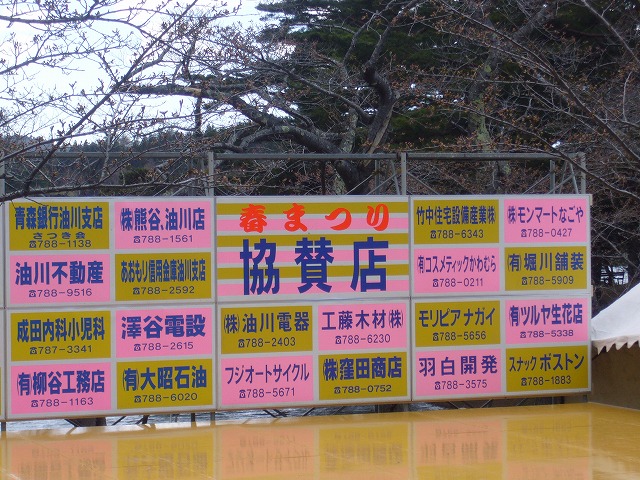 青森銀行油川支店
さつき会
☎788-1138
㈱熊谷、油川店
☎788-1561
油川不動産
☎788-9516
あおもり信用金庫油川支店
☎788-2592
成田内科小児科
☎787-3341
澤谷電設
☎788-2615
㈲柳谷工務店
☎788-1163
㈲大昭石油
☎788-6020
春まつり
協賛店
㈱油川電器
☎788-2403
工藤木材㈱
☎788-6230
フジオートサイクル
☎788-5671
㈱窪田商店
☎788-0752
竹中住宅設備産業㈱
☎788-6343
㈱モンマートなごや
☎788-0427
㈲コスメティックかわむら
☎788-0211
㈲堀川舗装
☎788-5909
モリピアナガイ
☎788-5656
㈲ツルヤ生花店
☎788-5338
羽白開発
☎788-3575
スナック ボストン
☎788-1883